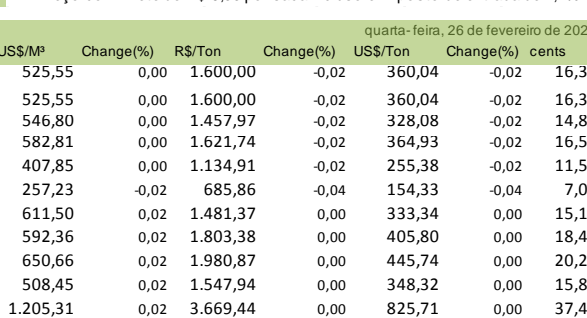 quarta-feira, 26 de fevereiro de 202
US$/M³ Change(%) R$/Ton Change(%) US$/Ton Change(%) cents
525,55 0,00 1.600,00 -0,02 360,04 -0,02 16,3
525,55 0,00 1.600,00 -0,02 360,04 -0,02 16,3
546,80 0,00 1.457,97 -0,02 328,08 -0,02 14,8
582,81 0,00 1.621,74 -0,02 364,93 -0,02 16,5
407,85 0,00 1.134,91 -0,02 255,38 -0,02 11,5
257,23 -0,02 685,86 -0,04 154,33 -0,04 7,0
611,50 0,02 1.481,37 0,00 333,34 0,00 15,1
592,36 0,02 1.803,38 0,00 405,80 0,00 18,4
650,66 0,02 1.980,87 0,00 445,74 0,00 20,2
508,45 0,02 1.547,94 0,00 348,32 0,00 15,8
1.205,31 0,02 3.669,44 0,00 825,71 0,00 37,4